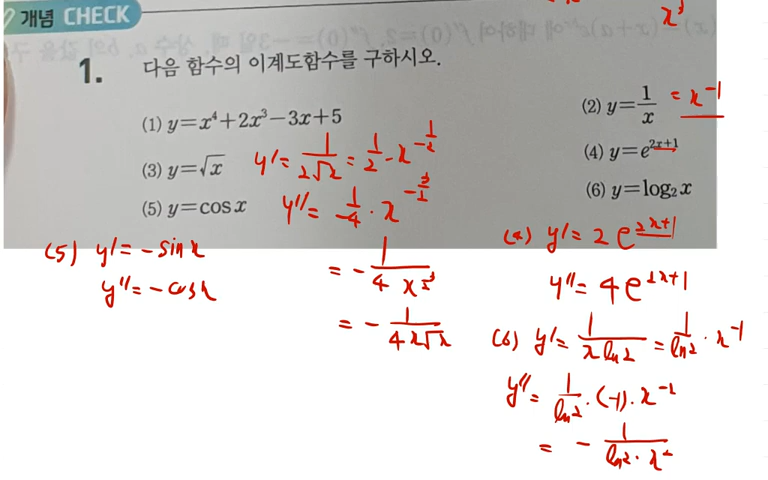 x³
개념 CHECK
1. 다음 함수의 이계도함수를 구하시오.
(1) y=x⁴+2x³−3x+5
(2) y=1/x = x⁻¹
(3) y=√x y'= 1/(2√x) = 1/2 · x^(-1/2)
(4) y=e^(2x+1)
(5) y=cos x y''= 1/-4 · x^(-3/2)
(6) y=log₂x
= - 1/(4 x^(3/2))
= - 1/(4x√x)
(5) y'= -sin x
y''= -cos x
(4) y'= 2 e^(2x+1)
y''= 4e^(2x+1)
(6) y'= 1/(x ln2) = 1/ln2 · x⁻¹
y''= 1/ln2 · (-1) · x⁻²
= - 1/(ln2 · x²)